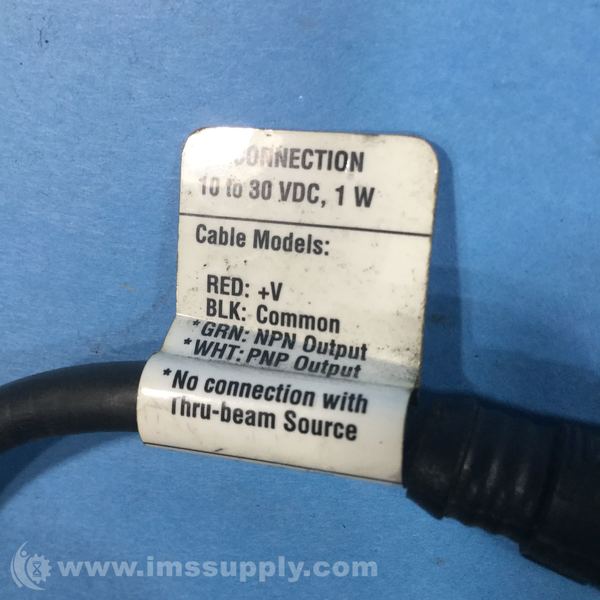 CONNECTION
10 to 30 VDC, 1 W
Cable Models:
RED: +V
BLK: Common
*GRN: NPN Output
*WHT: PNP Output
*No connection with
Thru-beam Source
www.imssupply.com